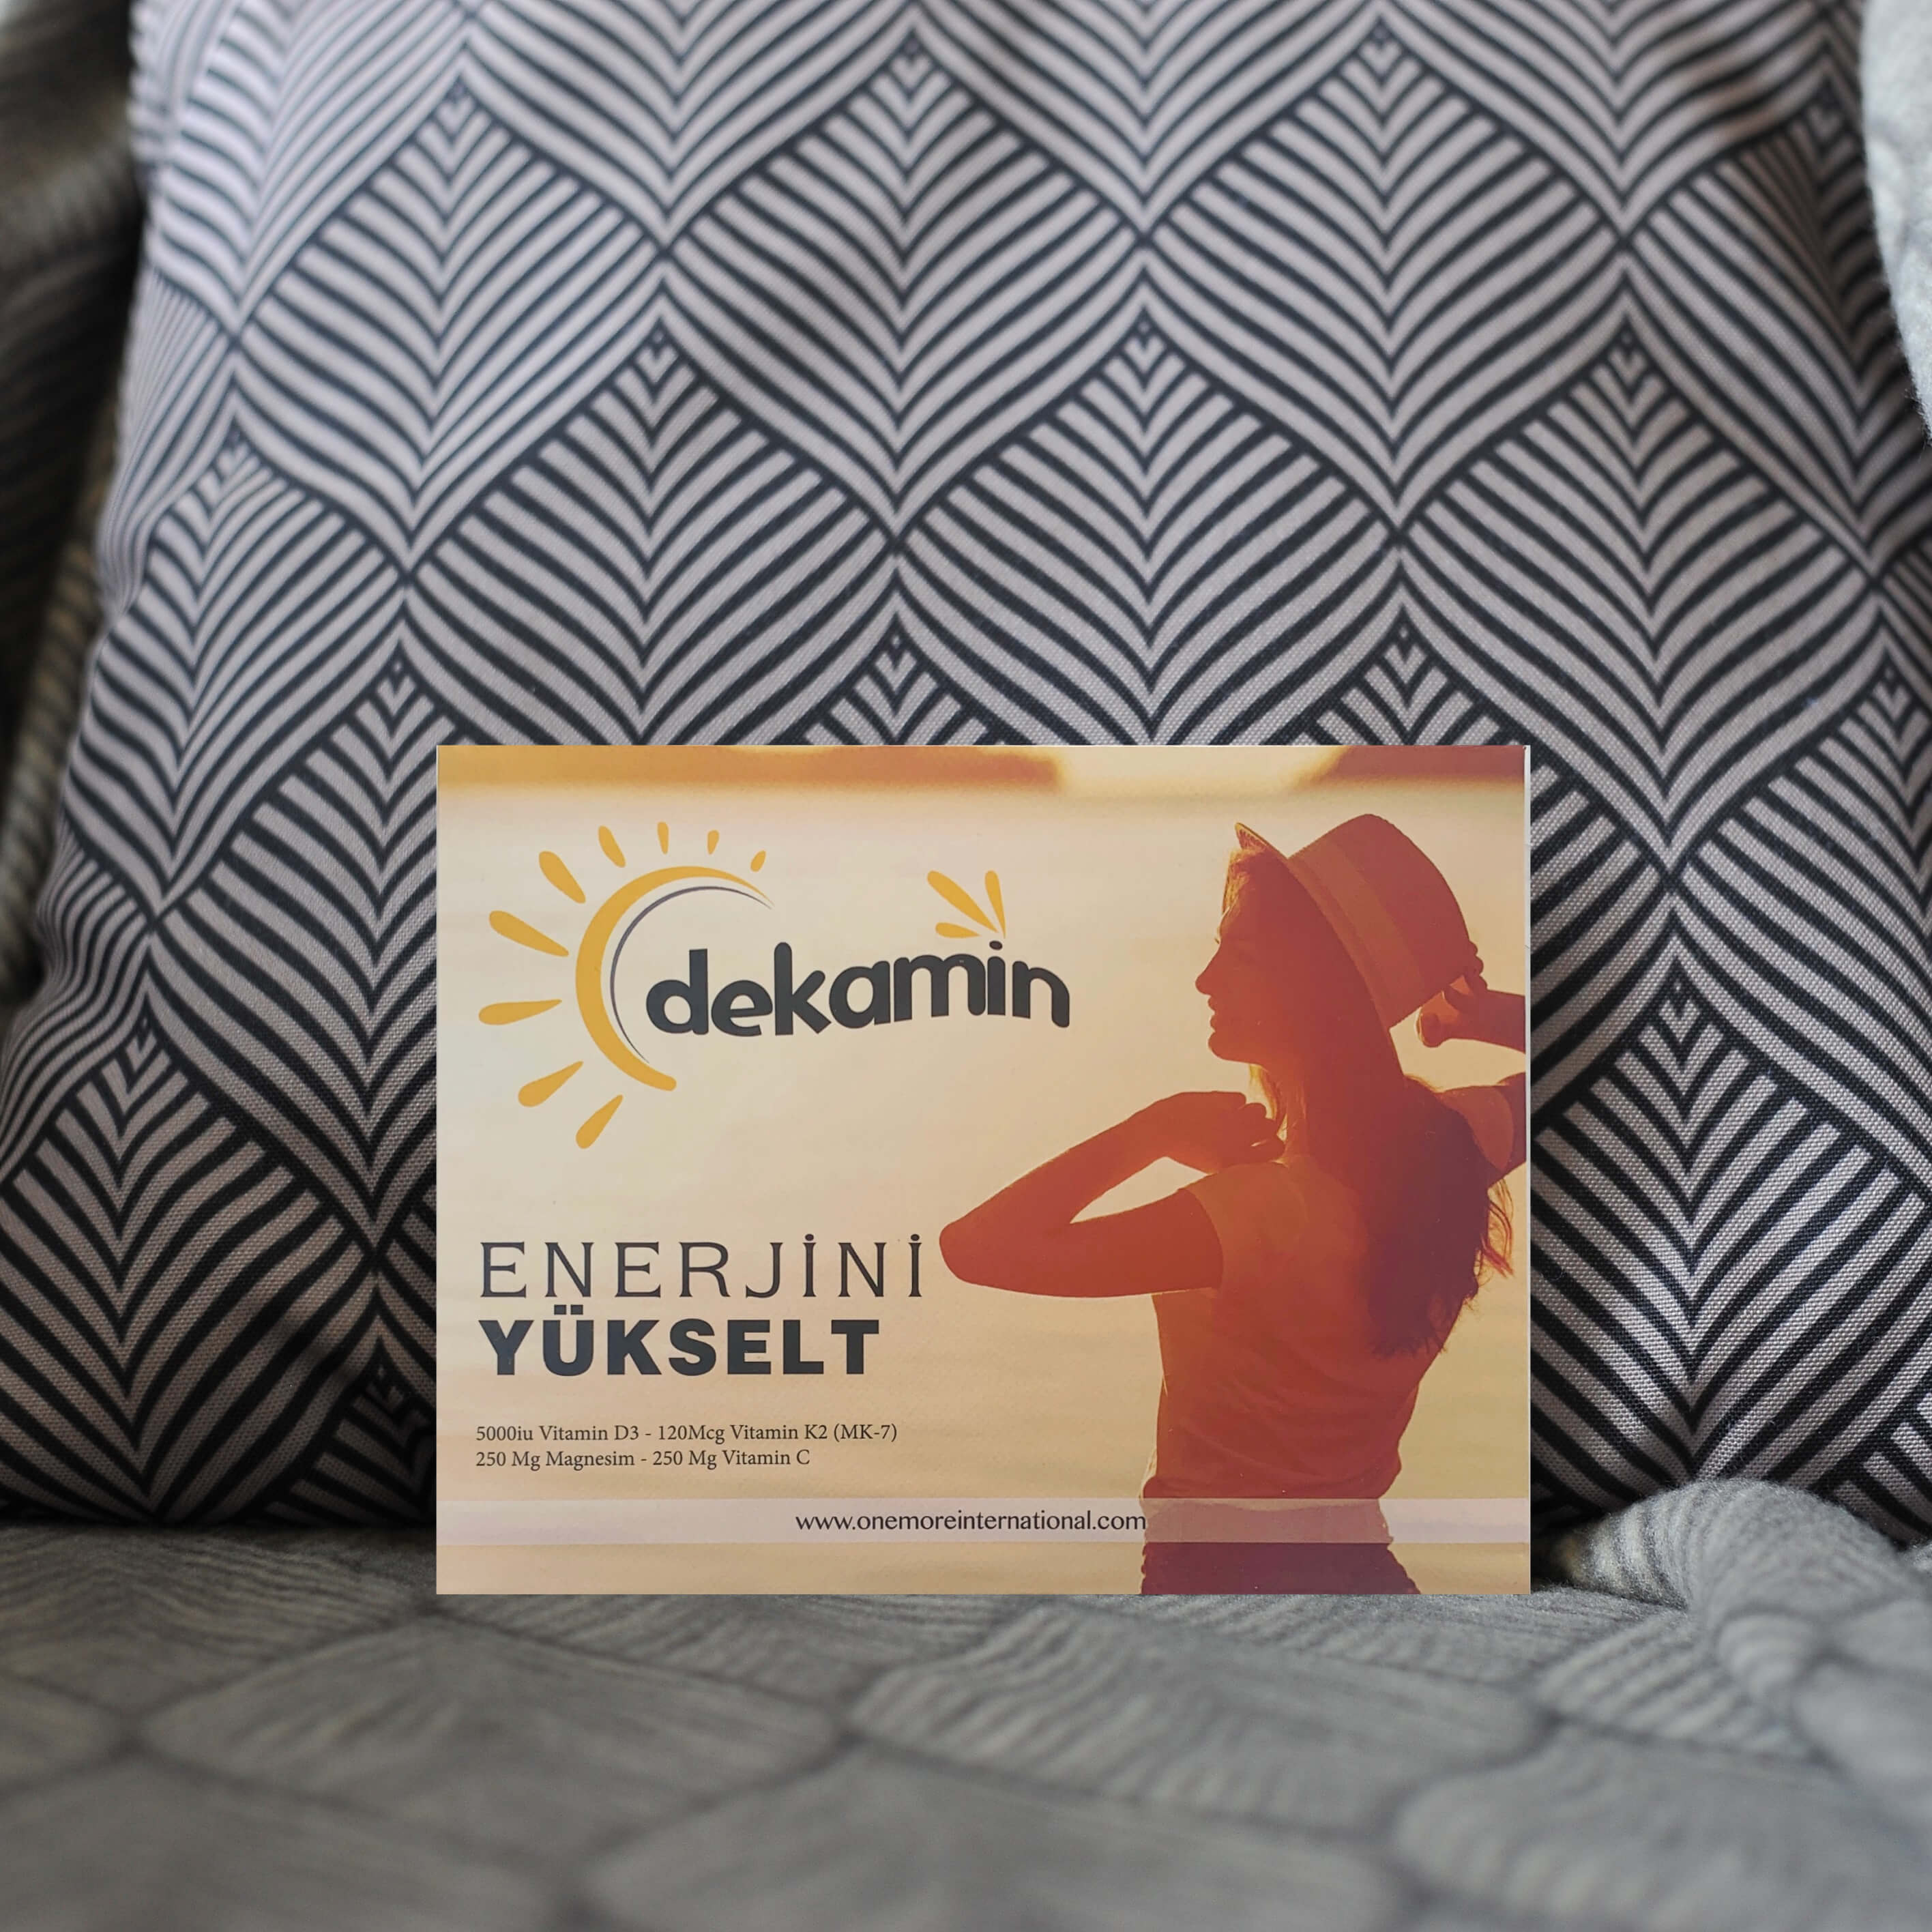 dekamin
ENERJİNİ
YÜKSELT
5000iu Vitamin D3 - 120Mcg Vitamin K2 (MK-7)
250 Mg Magnesim - 250 Mg Vitamin C
www.onemoreinternational.com